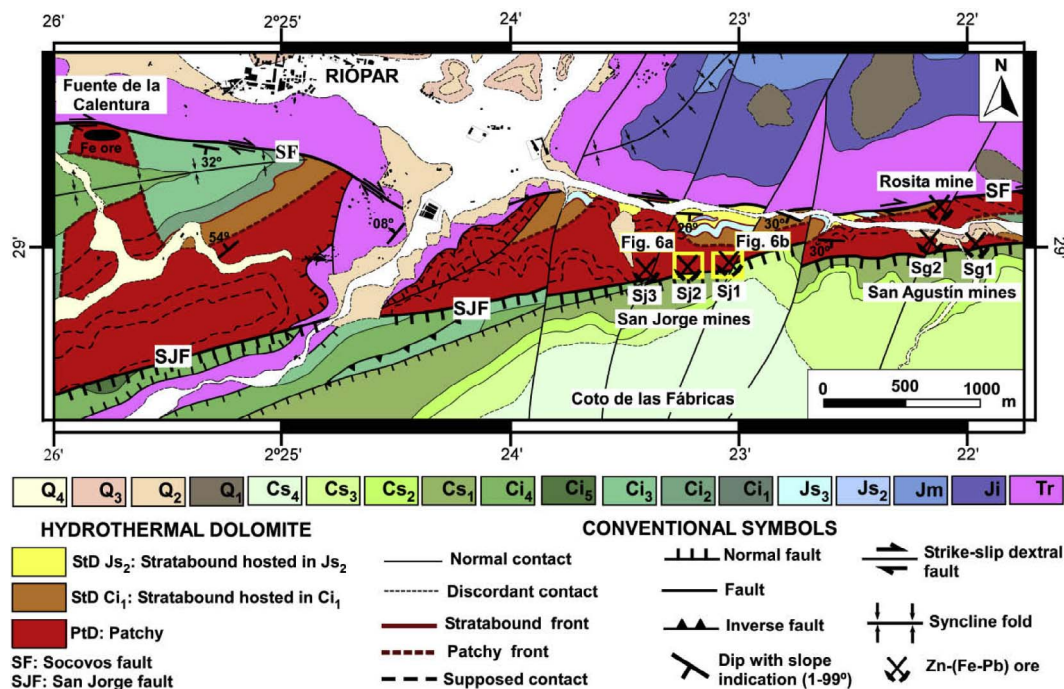 26'
2°25'
24'
23'
22'
Fuente de la
Calentura
RIOPAR
N
Fe ore
32º
SF
Rosita mine
SF
08º
54º
20º
30º
30º
29'
29'
Fig. 6a
Fig. 6b
Sj3
Sj2
Sj1
Sg2
Sg1
SJF
San Jorge mines
San Agustín mines
SJF
Coto de las Fábricas
0 500 1000
m
26'
2°25'
24'
23'
22'
Q4 Q3 Q2 Q1 Cs4 Cs3 Cs2 Cs1 Ci4 Ci5 Ci3 Ci2 Ci1 Js3 Js2 Jm Ji Tr
HYDROTHERMAL DOLOMITE
StD Js2: Stratabound hosted in Js2
StD Ci1: Stratabound hosted in Ci1
PtD: Patchy
SF: Socovos fault
SJF: San Jorge fault
CONVENTIONAL SYMBOLS
Normal contact
Discordant contact
Stratabound front
Patchy front
Supposed contact
Normal fault
Fault
Inverse fault
Dip with slope
indication (1-99º)
Strike-slip dextral
fault
Syncline fold
Zn-(Fe-Pb) ore